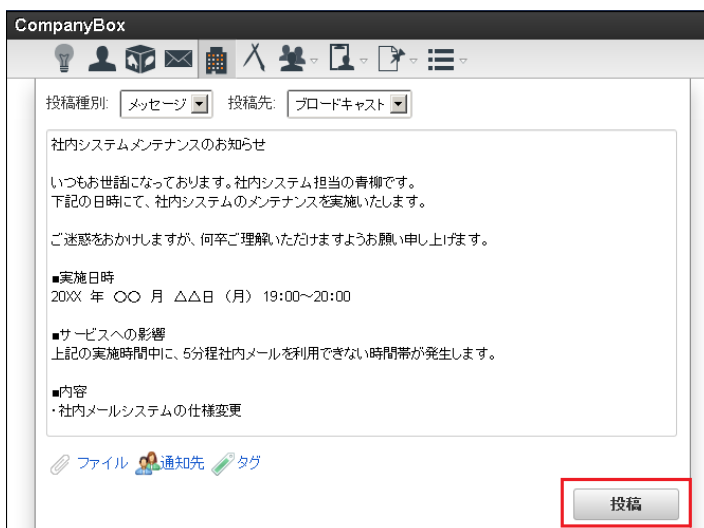 CompanyBox
投稿種別: メッセージ 投稿先: ブロードキャスト
社内システムメンテナンスのお知らせ
いつもお世話になっております。社内システム担当の青柳です。
下記の日時にて、社内システムのメンテナンスを実施いたします。
ご迷惑をおかけしますが、何卒ご理解いただけますようお願い申し上げます。
■実施日時
20XX 年 〇〇 月 △△日 (月) 19:00～20:00
■サービスへの影響
上記の実施時間中に、5分程社内メールを利用できない時間帯が発生します。
■内容
・社内メールシステムの仕様変更
ファイル 通知先 タグ
投稿